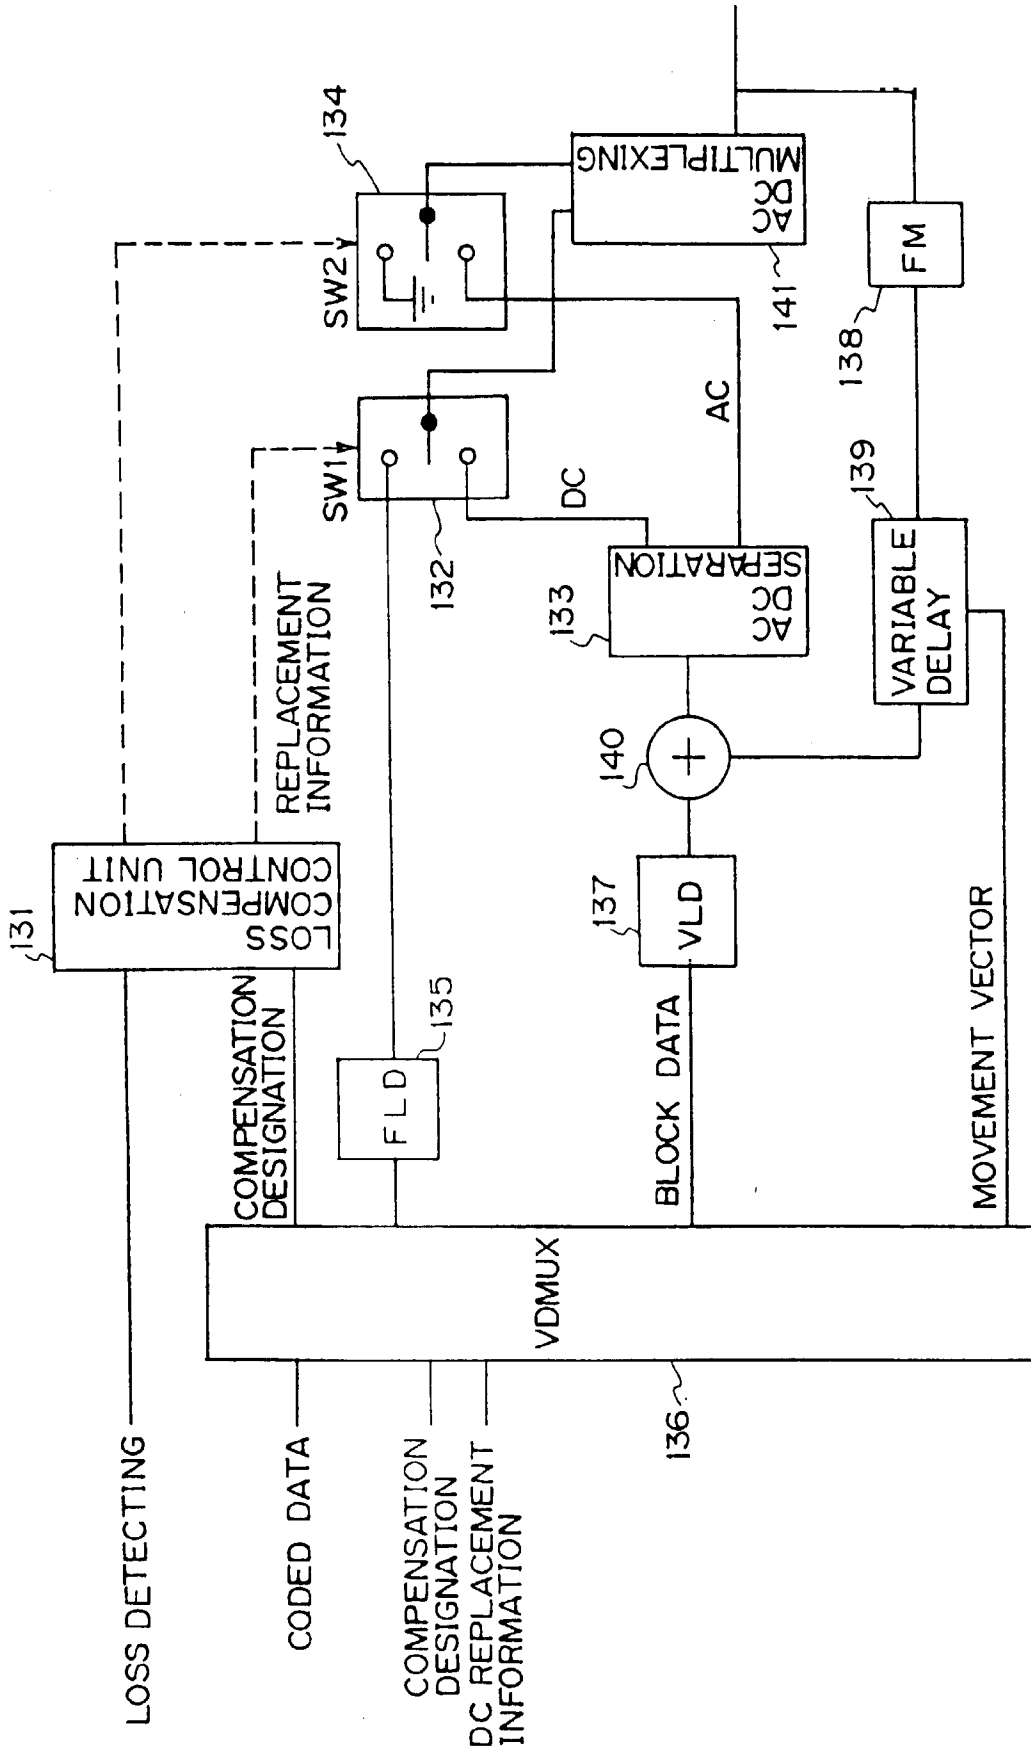 LOSS DETECTING
CODED DATA
COMPENSATION
DESIGNATION
DC REPLACEMENT
INFORMATION
136
VDMUX
COMPENSATION
DESIGNATION
131
LOSS
COMPENSATION
CONTROL UNIT
REPLACEMENT
INFORMATION
FLD
135
BLOCK DATA
MOVEMENT VECTOR
137
VLD
140
+
133
AC
DC
SEPARATION
DC
AC
SW1
132
SW2
134
141
AC
DC
MULTIPLEXING
138
FM
139
VARIABLE
DELAY